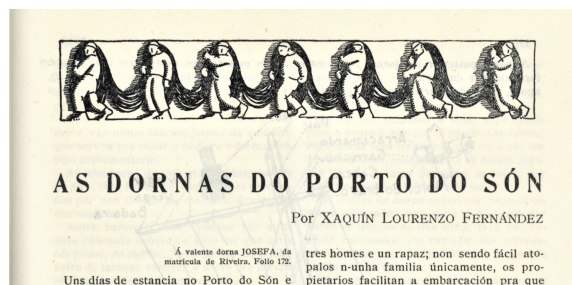 AS DORNAS DO PORTO DO SÓN
Por XAQUÍN LOURENZO FERNÁNDEZ
Á valente dorna JOSEFA, da
matricula de Riveira, Folio 172.
Uns días de estancia no Porto do Són e
tres homes e un rapaz; non sendo fácil ato-
palos n-unha familia únicamente, os pro-
pietarios facilitan a embarcación pra que